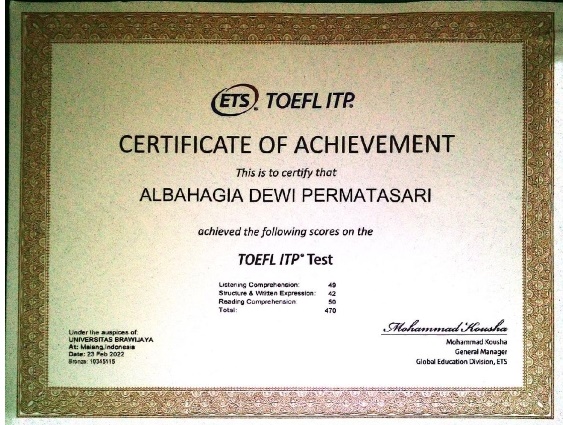 ETS TOEFL ITP.
CERTIFICATE OF ACHIEVEMENT
This is to certify that
ALBAHAGIA DEWI PERMATASARI
achieved the following scores on the
TOEFL ITP® Test
Listening Comprehension: 49
Structure & Written Expression: 42
Reading Comprehension 50
Total: 470
Under the auspices of:
UNIVERSITAS BRAWIJAYA
At: Malang,Indonesia
Date: 23 Feb 2022
Bronze: 10345115
Mohammad Kousha
Mohammad Kousha
General Manager
Global Education Division, ETS